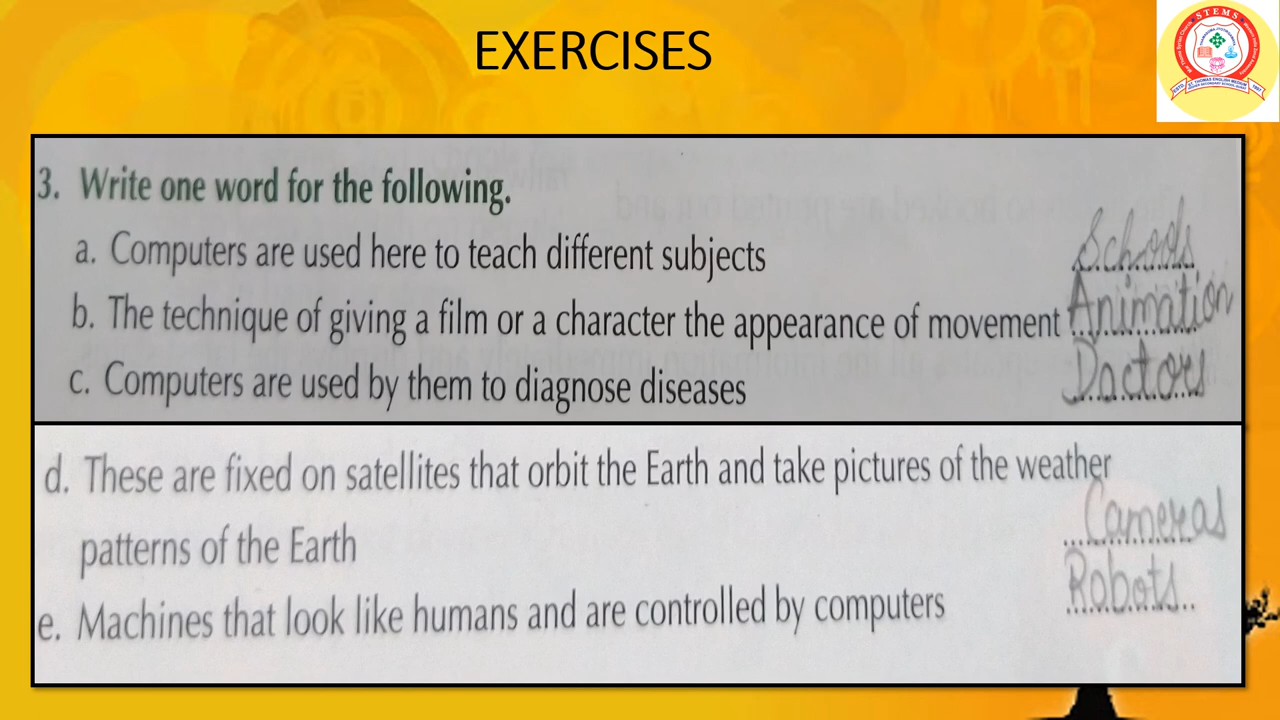 EXERCISES
STEMS
3. Write one word for the following.
a. Computers are used here to teach different subjects Schools
b. The technique of giving a film or a character the appearance of movement Animation
c. Computers are used by them to diagnose diseases Doctors
d. These are fixed on satellites that orbit the Earth and take pictures of the weather
patterns of the Earth Cameras
e. Machines that look like humans and are controlled by computers Robots